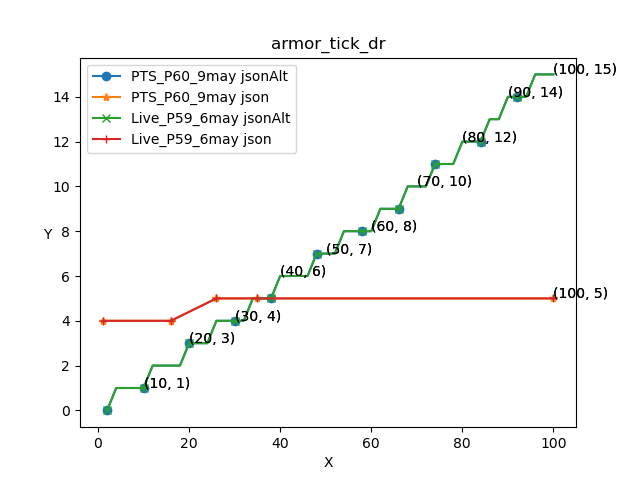 armor_tick_dr
PTS_P60_9may jsonAlt
PTS_P60_9may json
Live_P59_6may jsonAlt
Live_P59_6may json
(100, 15)
(90, 14)
(80, 12)
(70, 10)
(60, 8)
(50, 7)
(40, 6)
(100, 5)
(30, 4)
(20, 3)
(10, 1)
14
12
10
8
6
4
2
0
Y
0 20 40 60 80 100
X